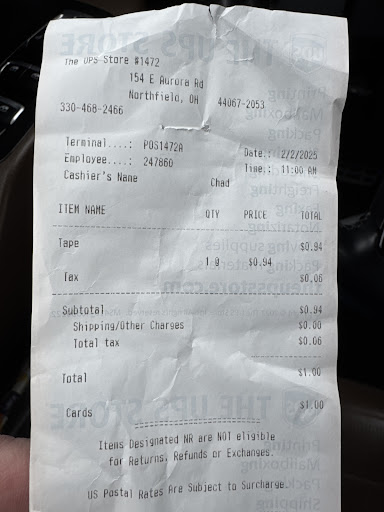 The UPS Store #1472
154 E Aurora Rd
Northfield, OH 44067-2053
330-468-2466
Terminal....: POS1472A
Date.: 2/2/2025
Employee....: 247860
Time.: 11:00 AM
Cashier's Name Chad
ITEM NAME QTY PRICE TOTAL
Tape $0.94
1 @ $0.94
Tax $0.06
Subtotal $0.94
Shipping/Other Charges $0.00
Total tax $0.06
Total $1.00
Cards $1.00
Items Designated NR are NOT eligible
for Returns, Refunds or Exchanges.
US Postal Rates Are Subject to Surcharge.